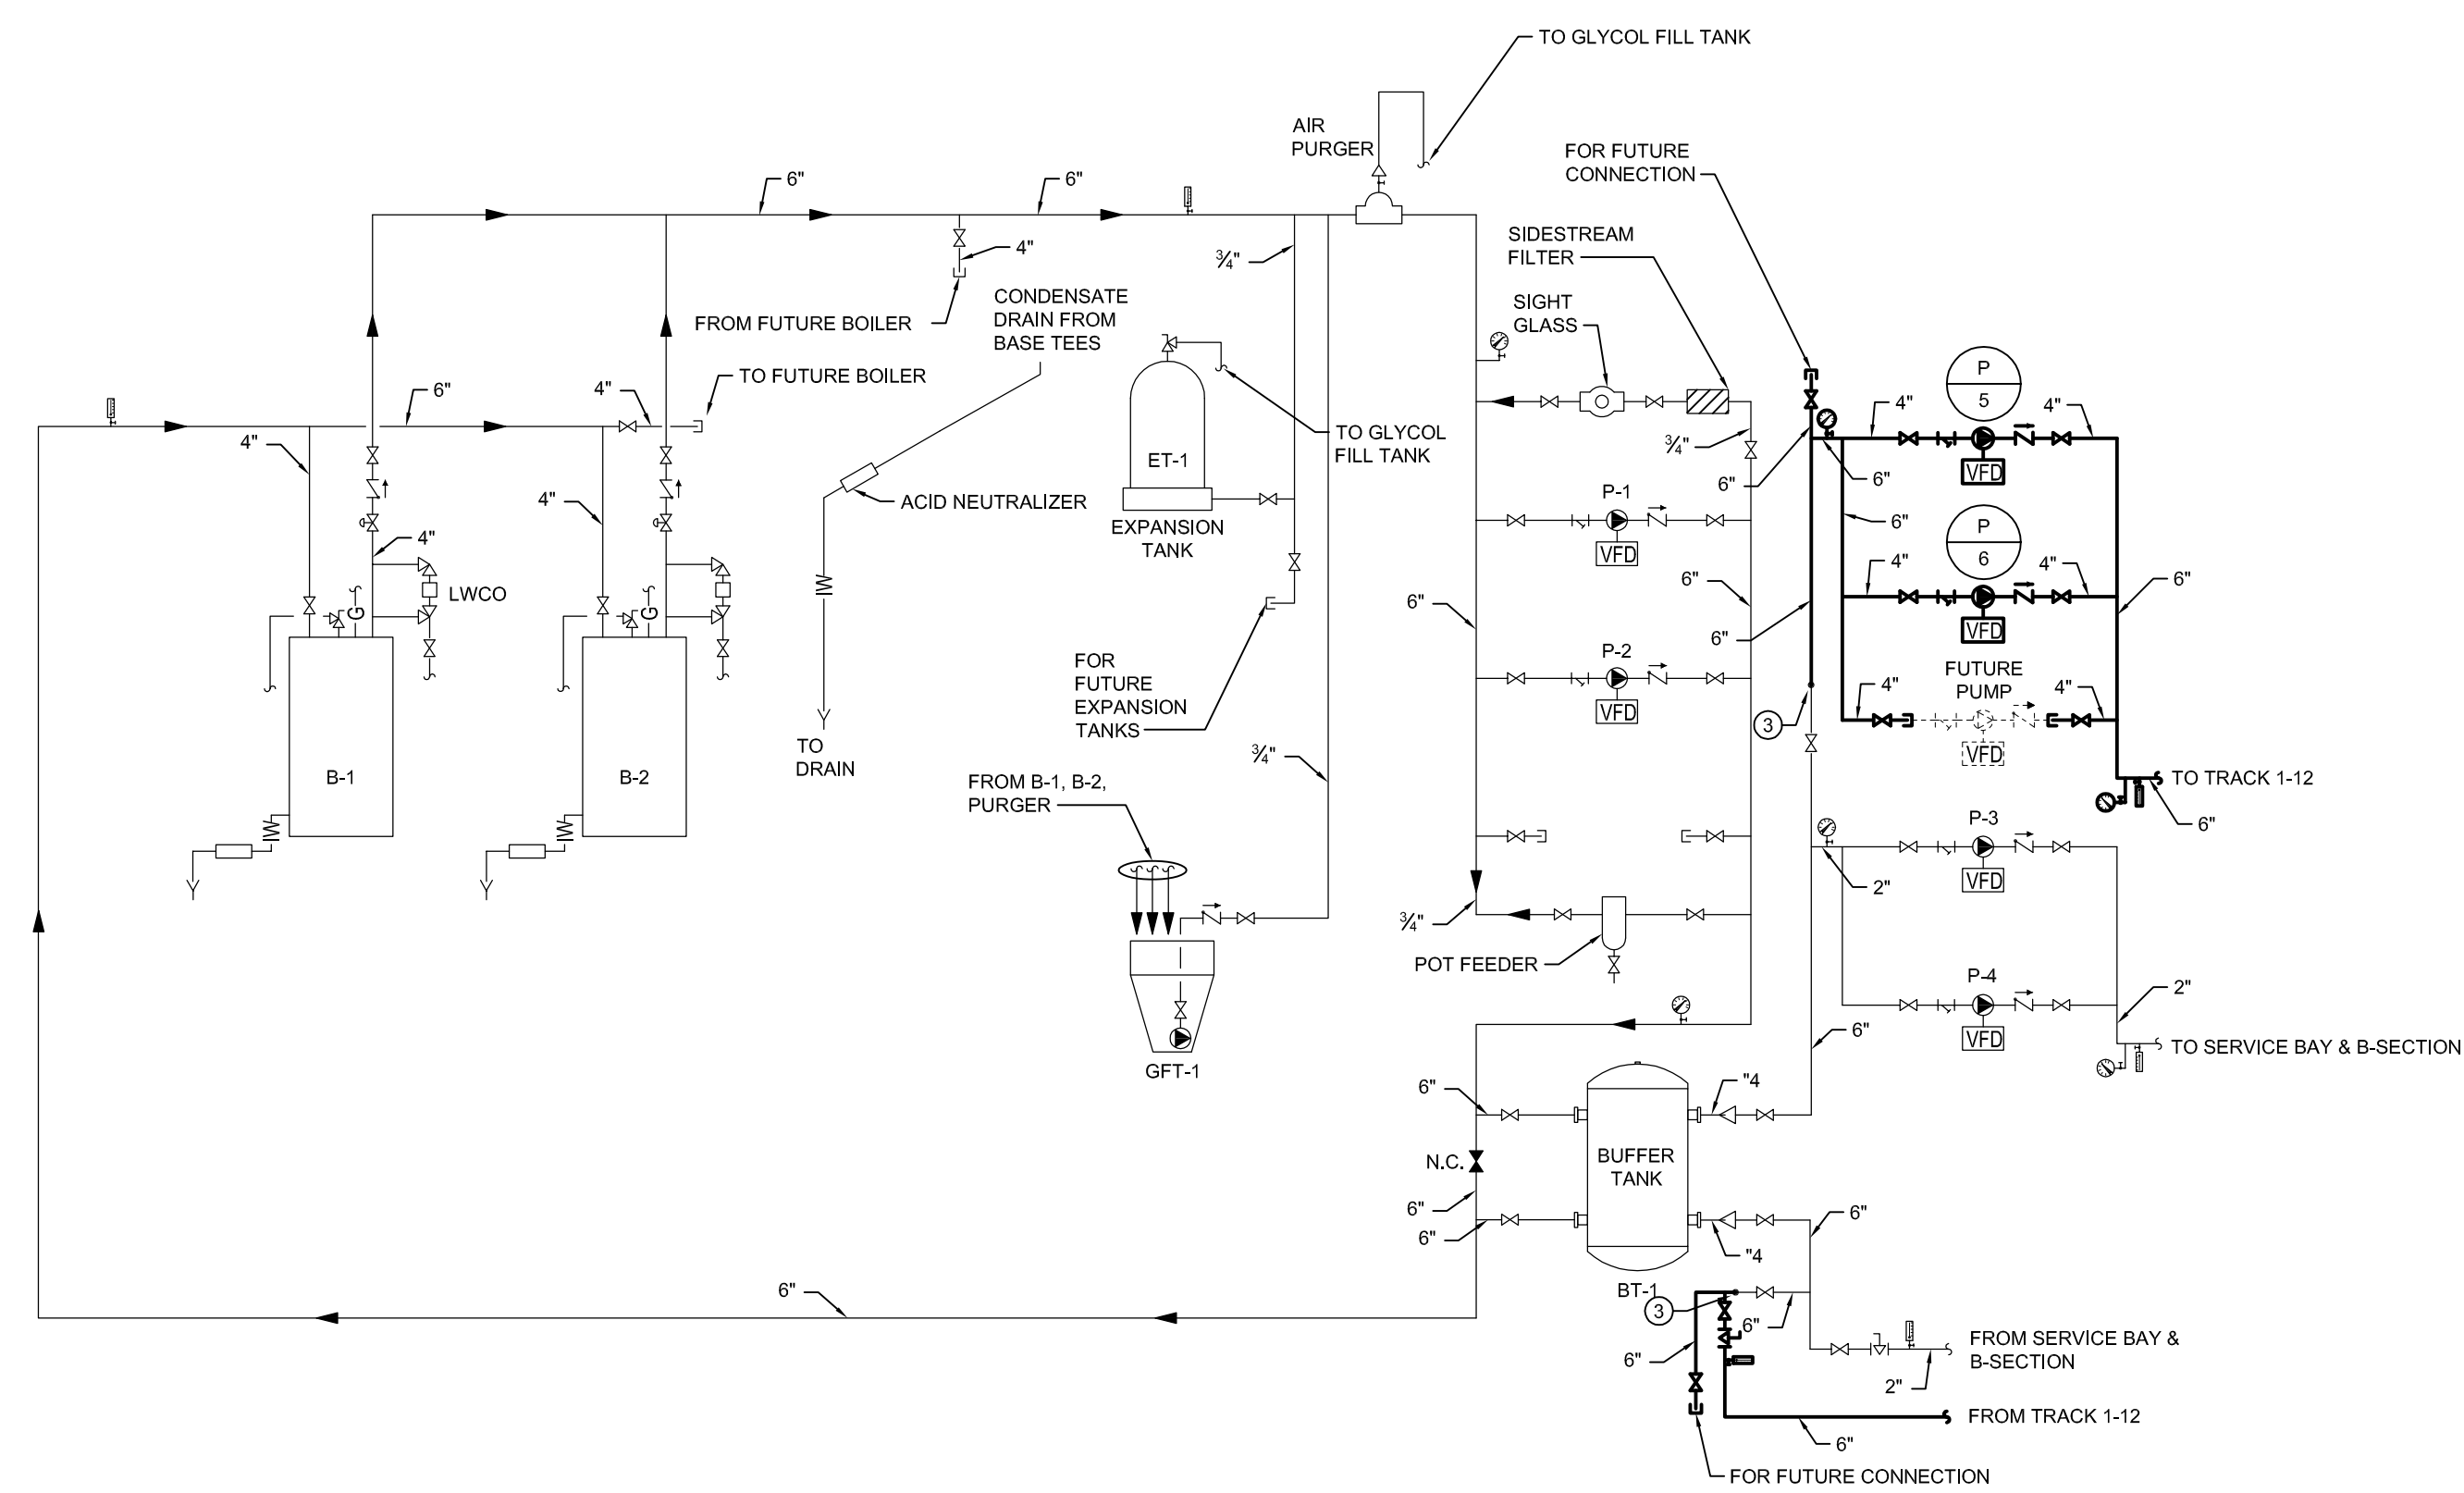 TO GLYCOL FILL TANK
AIR
PURGER
FOR FUTURE
CONNECTION
6"
6"
4"
3/4"
SIDESTREAM
FILTER
SIGHT
GLASS
CONDENSATE
DRAIN FROM
BASE TEES
FROM FUTURE BOILER
TO FUTURE BOILER
6"
4"
4"
4"
4"
LWCO
ACID NEUTRALIZER
G
G
B-1
B-2
TO
DRAIN
ET-1
EXPANSION
TANK
TO GLYCOL
FILL TANK
FOR
FUTURE
EXPANSION
TANKS
3/4"
FROM B-1, B-2,
PURGER
GFT-1
3/4"
P-1
VFD
6"
6"
P-2
VFD
3/4"
POT FEEDER
P
5
4"
4"
6"
6"
VFD
6"
P
6
4"
4"
6"
VFD
6"
FUTURE
PUMP
4"
4"
VFD
3
TO TRACK 1-12
6"
P-3
VFD
2"
P-4
VFD
2"
TO SERVICE BAY & B-SECTION
6"
6"
"4
N.C.
BUFFER
TANK
6"
6"
"4
6"
BT-1
3
6"
6"
FROM SERVICE BAY &
B-SECTION
2"
FROM TRACK 1-12
6"
FOR FUTURE CONNECTION
6"